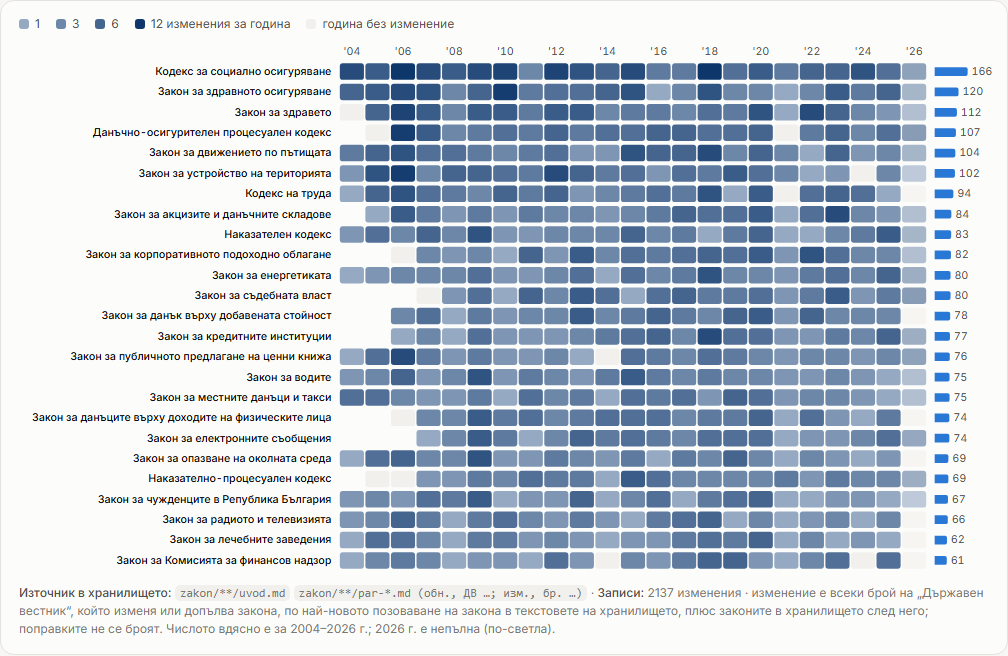 1 3 6 12 изменения за година година без изменение
'04 '06 '08 '10 '12 '14 '16 '18 '20 '22 '24 '26
Кодекс за социално осигуряване 166
Закон за здравното осигуряване 120
Закон за здравето 112
Данъчно-осигурителен процесуален кодекс 107
Закон за движението по пътищата 104
Закон за устройство на територията 102
Кодекс на труда 94
Закон за акцизите и данъчните складове 84
Наказателен кодекс 83
Закон за корпоративното подоходно облагане 82
Закон за енергетиката 80
Закон за съдебната власт 80
Закон за данък върху добавената стойност 78
Закон за кредитните институции 77
Закон за публичното предлагане на ценни книжа 76
Закон за водите 75
Закон за местните данъци и такси 75
Закон за данъците върху доходите на физическите лица 74
Закон за електронните съобщения 74
Закон за опазване на околната среда 69
Наказателно-процесуален кодекс 69
Закон за чужденците в Република България 67
Закон за радиото и телевизията 66
Закон за лечебните заведения 62
Закон за Комисията за финансов надзор 61
Източник в хранилището: zakon/**/uvod.md zakon/**/par-*.md (обн., ДВ …; изм., бр. …) · Записи: 2137 изменения · изменение е всеки брой на „Държавен
вестник“, който изменя или допълва закона, по най-новото позоваване на закона в текстовете на хранилището, плюс законите в хранилището след него;
поправките не се броят. Числото вдясно е за 2004–2026 г.; 2026 г. е непълна (по-светла).